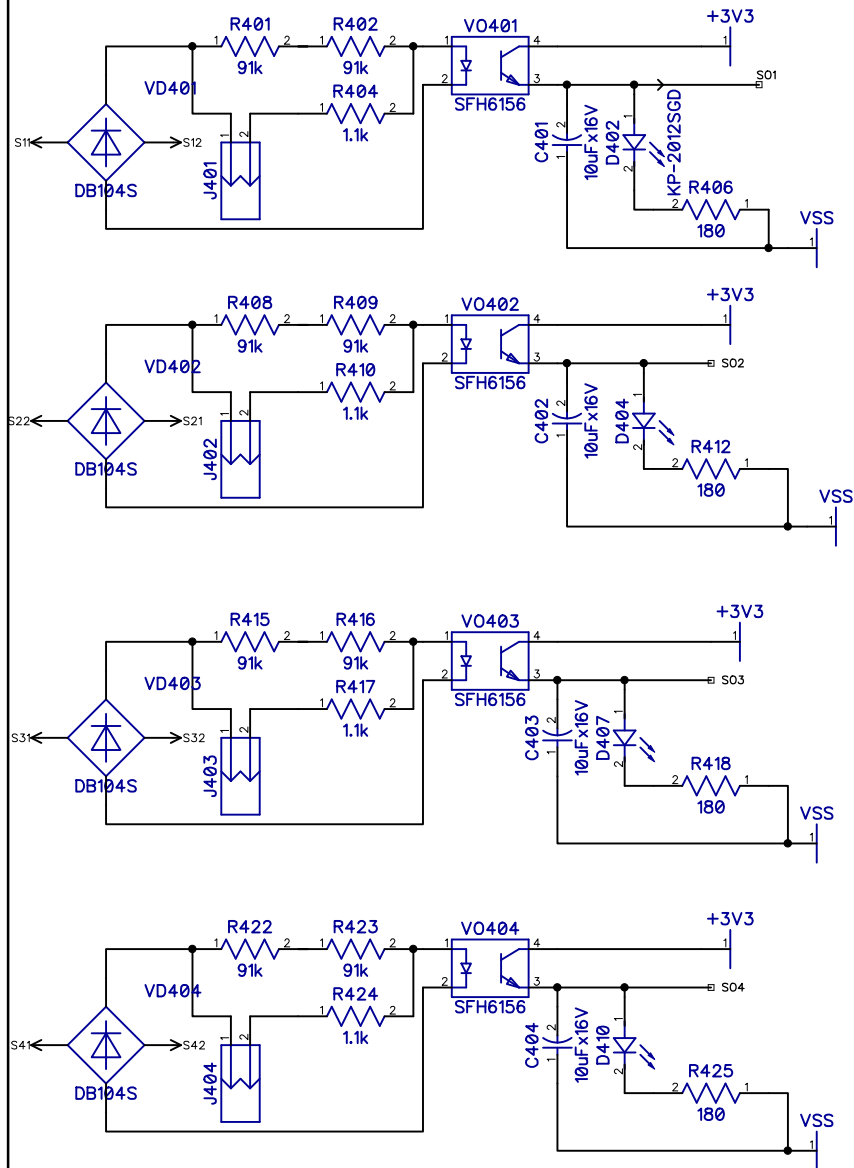 +3V3
R401 R402 VO401
1 2 1 2 1 4 1
91k 91k 2 3 SO1
VD401 R404 SFH6156
1 2
1.1k
S11 S12
1 2
J401
DB104S
C401 2 1
10uFx16V
D402 1 2
KP-2012SGD
R406
2 1
180
VSS
1
+3V3
R408 R409 VO402
1 2 1 2 1 4 1
91k 91k 2 3 SO2
VD402 R410 SFH6156
1 2
1.1k
S22 S21
1 2
J402
DB104S
C402 2 1
10uFx16V
D404 1 2
R412
2 1
180
VSS
1
+3V3
R415 R416 VO403
1 2 1 2 1 4 1
91k 91k 2 3 SO3
VD403 R417 SFH6156
1 2
1.1k
S31 S32
1 2
J403
DB104S
C403 2 1
10uFx16V
D407 1 2
R418
2 1
180
VSS
1
+3V3
R422 R423 VO404
1 2 1 2 1 4 1
91k 91k 2 3 SO4
VD404 R424 SFH6156
1 2
1.1k
S41 S42
1 2
J404
DB104S
C404 2 1
10uFx16V
D410 1 2
R425
2 1
180
VSS
1